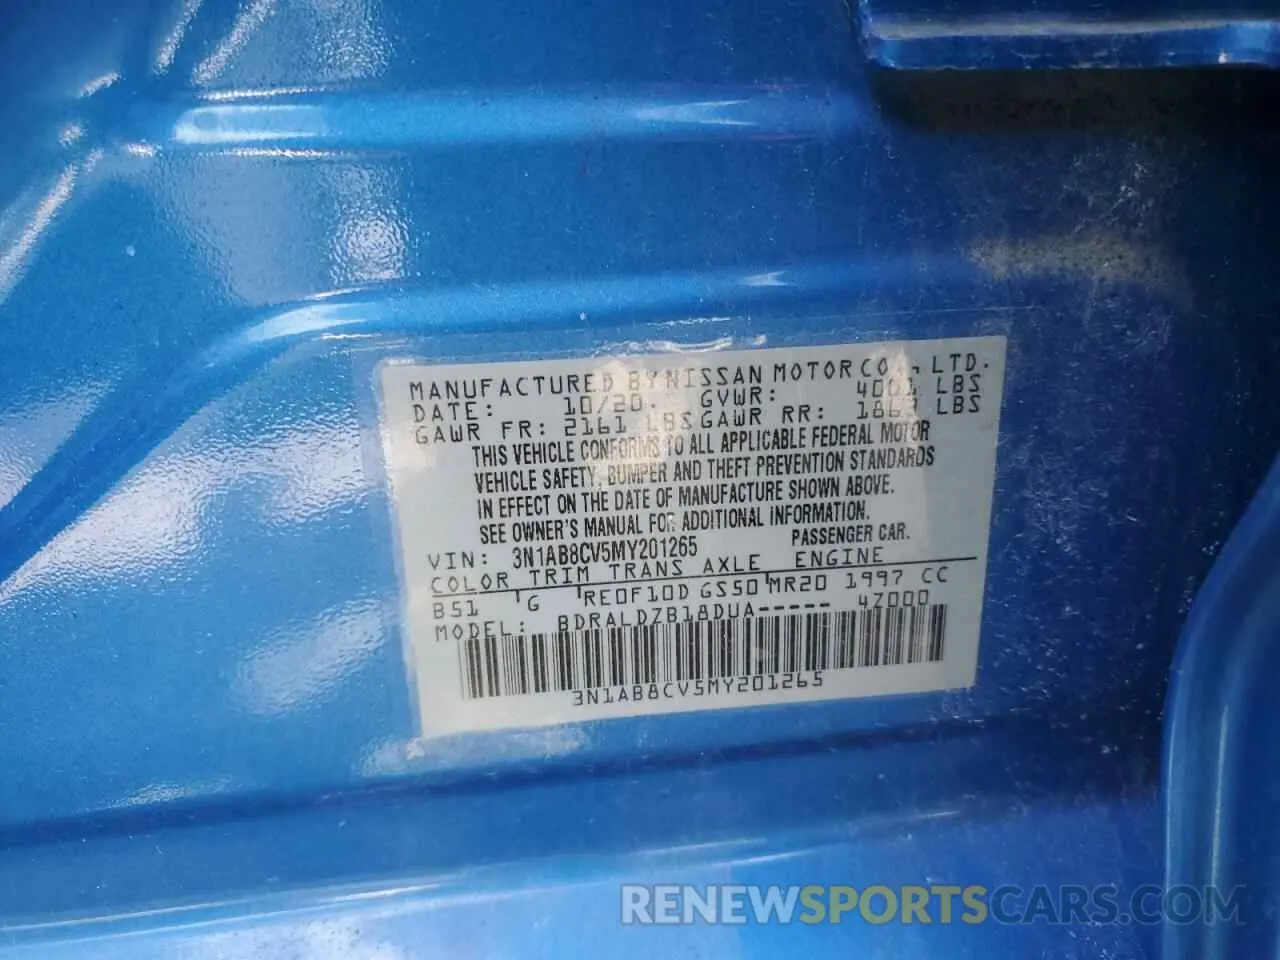 MANUFACTURED BY NISSAN MOTOR CO., LTD.
DATE: 10/20 GVWR: 4001 LBS
GAWR FR: 2161 LBS GAWR RR: LBS
THIS VEHICLE CONFORMS TO ALL APPLICABLE FEDERAL MOTOR
VEHICLE SAFETY, BUMPER AND THEFT PREVENTION STANDARDS
IN EFFECT ON THE DATE OF MANUFACTURE SHOWN ABOVE.
SEE OWNER'S MANUAL FOR ADDITIONAL INFORMATION.
VIN: 3N1AB8CV5MY201265 PASSENGER CAR.
COLOR TRIM TRANS AXLE ENGINE
B51 G RE0F10D GS50 MR20 1997 CC
MODEL: BDRALDZB18DUA----- 4Z000
3N1AB8CV5MY201265
RENEWSPORTSCARS.COM